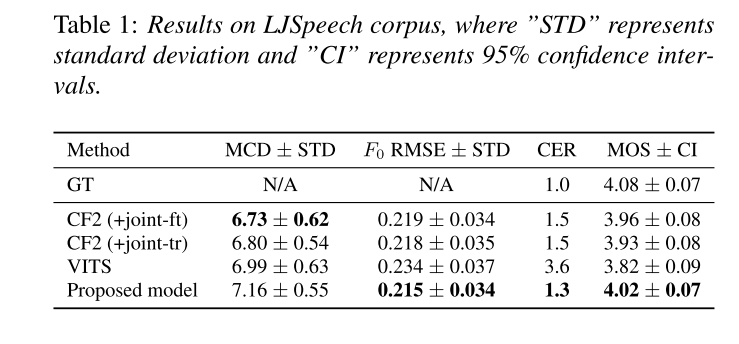 Table 1: Results on LJSpeech corpus, where ”STD” represents
standard deviation and ”CI” represents 95% confidence inter-
vals.
Method MCD ± STD F0 RMSE ± STD CER MOS ± CI
GT N/A N/A 1.0 4.08 ± 0.07
CF2 (+joint-ft) 6.73 ± 0.62 0.219 ± 0.034 1.5 3.96 ± 0.08
CF2 (+joint-tr) 6.80 ± 0.54 0.218 ± 0.035 1.5 3.93 ± 0.08
VITS 6.99 ± 0.63 0.234 ± 0.037 3.6 3.82 ± 0.09
Proposed model 7.16 ± 0.55 0.215 ± 0.034 1.3 4.02 ± 0.07